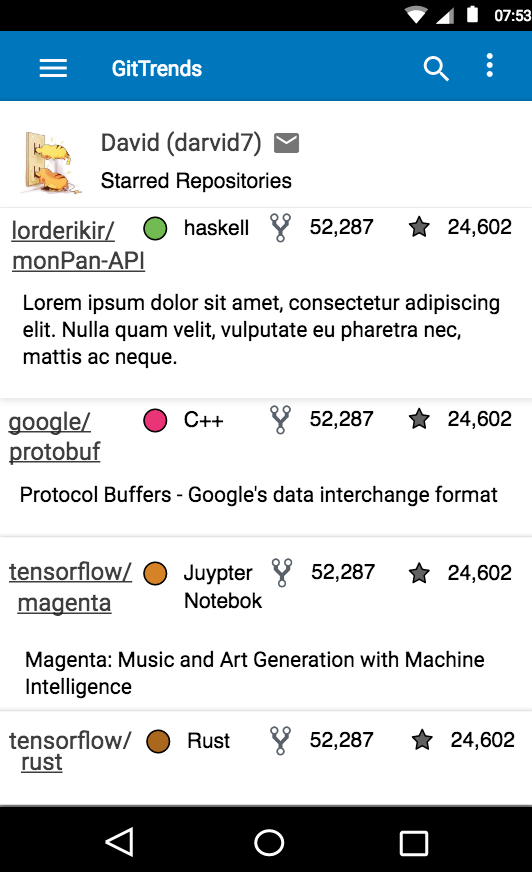 07:53
GitTrends
David (darvid7)
Starred Repositories
lorderikir/ haskell 52,287 24,602
monPan-API
Lorem ipsum dolor sit amet, consectetur adipiscing
elit. Nulla quam velit, vulputate eu pharetra nec,
mattis ac neque.
google/ C++ 52,287 24,602
protobuf
Protocol Buffers - Google's data interchange format
tensorflow/ Juypter 52,287 24,602
magenta Notebok
Magenta: Music and Art Generation with Machine
Intelligence
tensorflow/ Rust 52,287 24,602
rust